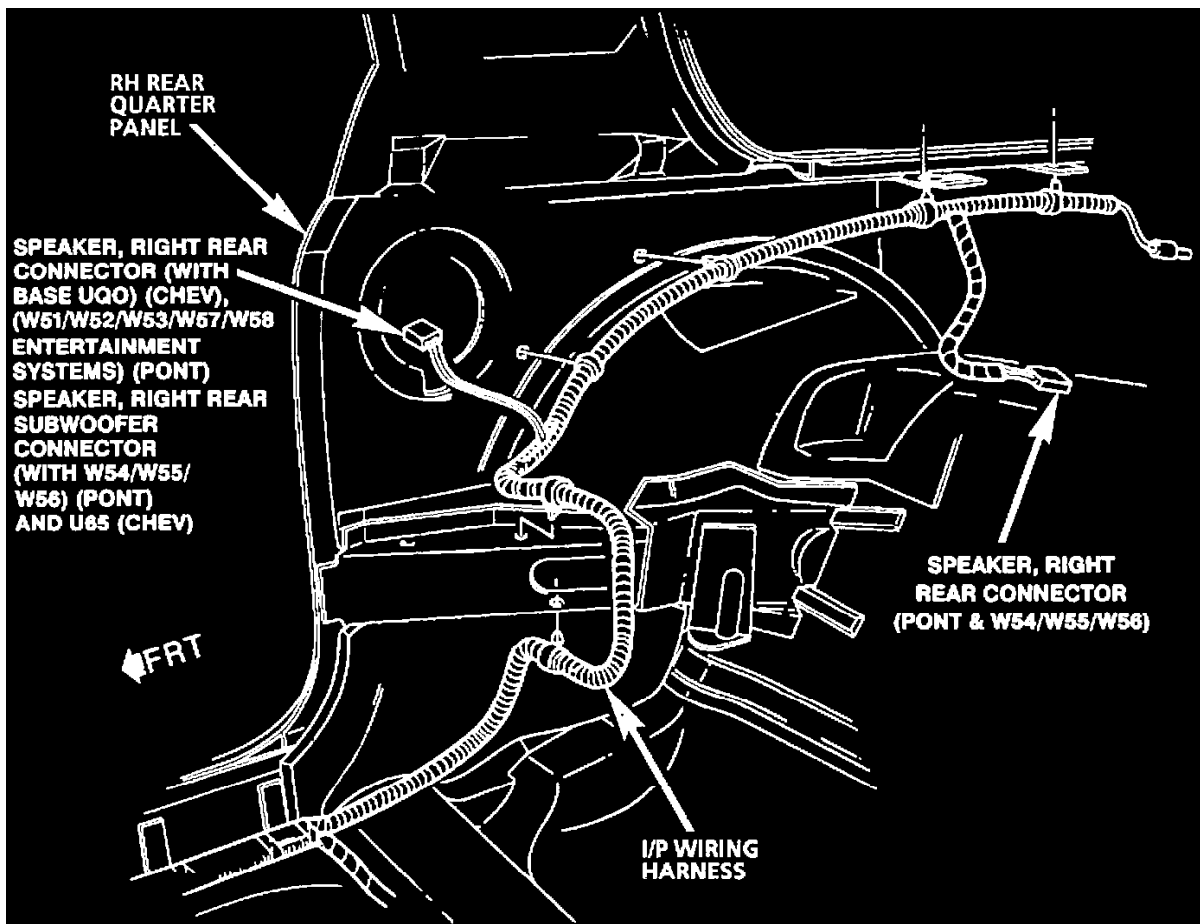 RH REAR
QUARTER
PANEL
SPEAKER, RIGHT REAR
CONNECTOR (WITH
BASE UQO) (CHEV),
(W51/W52/W53/W57/W58
ENTERTAINMENT
SYSTEMS) (PONT)
SPEAKER, RIGHT REAR
SUBWOOFER
CONNECTOR
(WITH W54/W55/
W56) (PONT)
AND U65 (CHEV)
FRT
SPEAKER, RIGHT
REAR CONNECTOR
(PONT & W54/W55/W56)
I/P WIRING
HARNESS